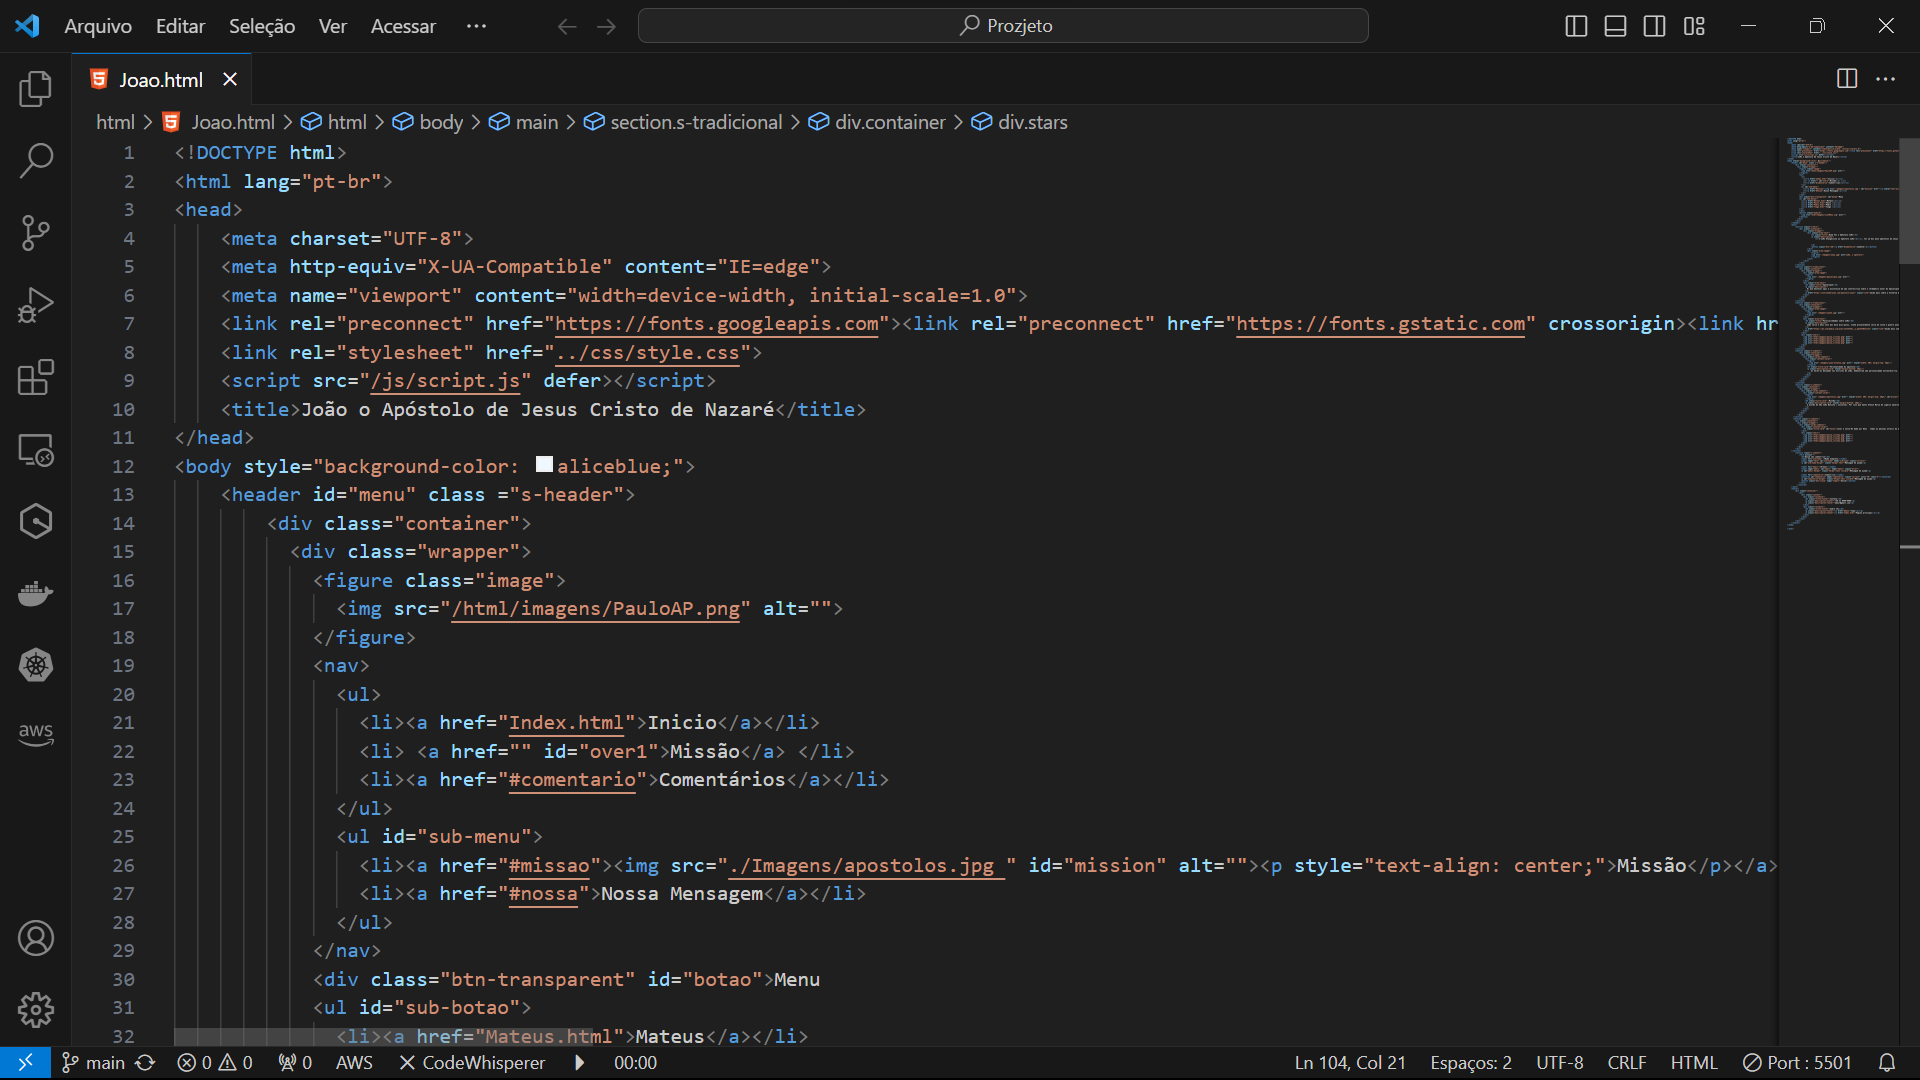 Arquivo Editar Seleção Ver Acessar ··· Prozjeto
Joao.html
html > Joao.html > html > body > main > section.s-tradicional > div.container > div.stars
1 <!DOCTYPE html>
2 <html lang="pt-br">
3 <head>
4 <meta charset="UTF-8">
5 <meta http-equiv="X-UA-Compatible" content="IE=edge">
6 <meta name="viewport" content="width=device-width, initial-scale=1.0">
7 <link rel="preconnect" href="https://fonts.googleapis.com"><link rel="preconnect" href="https://fonts.gstatic.com" crossorigin><link hr
8 <link rel="stylesheet" href="../css/style.css">
9 <script src="/js/script.js" defer></script>
10 <title>João o Apóstolo de Jesus Cristo de Nazaré</title>
11 </head>
12 <body style="background-color: aliceblue;">
13 <header id="menu" class ="s-header">
14 <div class="container">
15 <div class="wrapper">
16 <figure class="image">
17 <img src="/html/imagens/PauloAP.png" alt="">
18 </figure>
19 <nav>
20 <ul>
21 <li><a href="Index.html">Inicio</a></li>
22 <li> <a href="" id="over1">Missão</a> </li>
23 <li><a href="#comentario">Comentários</a></li>
24 </ul>
25 <ul id="sub-menu">
26 <li><a href="#missao"><img src="./Imagens/apostolos.jpg " id="mission" alt=""><p style="text-align: center;">Missão</p></a>
27 <li><a href="#nossa">Nossa Mensagem</a></li>
28 </ul>
29 </nav>
30 <div class="btn-transparent" id="botao">Menu
31 <ul id="sub-botao">
32 <li><a href="Mateus.html">Mateus</a></li>
aws
main 0 0 0 AWS CodeWhisperer 00:00 Ln 104, Col 21 Espaços: 2 UTF-8 CRLF HTML Port : 5501